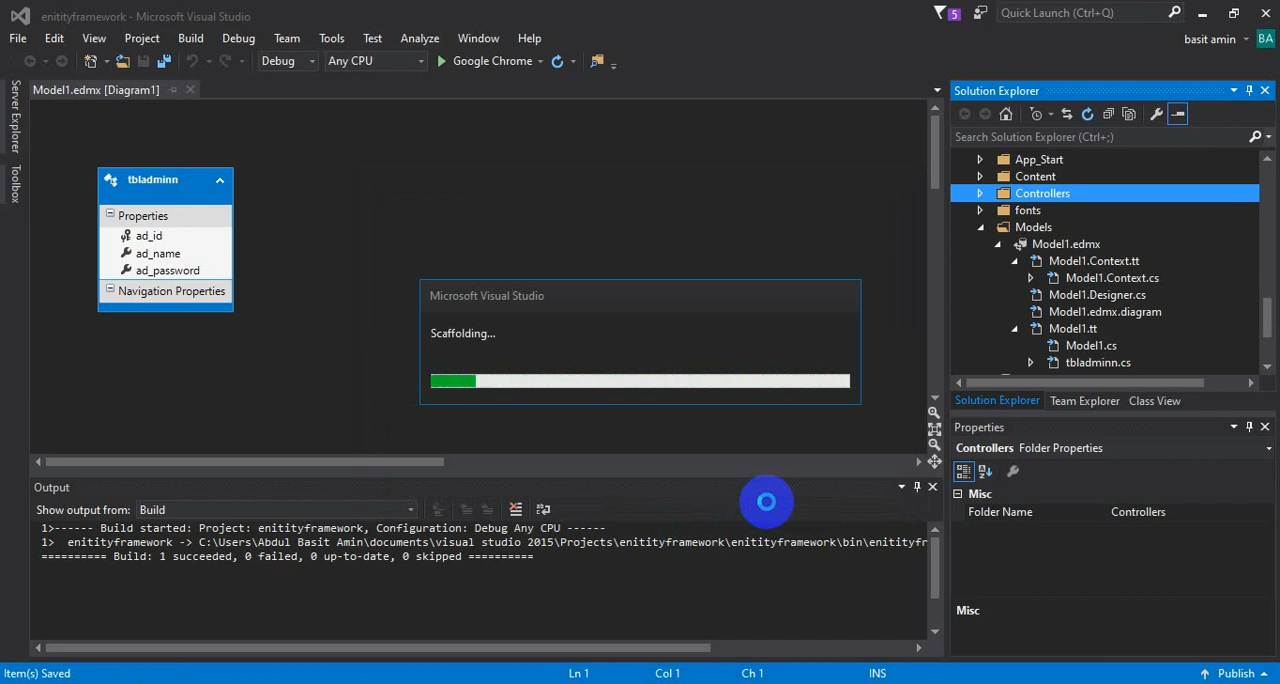 enitityframework - Microsoft Visual Studio
5
Quick Launch (Ctrl+Q)
File Edit View Project Build Debug Team Tools Test Analyze Window Help
basit amin
BA
Debug
Any CPU
Google Chrome
Server Explorer
Toolbox
Model1.edmx [Diagram1]
tbladminn
Properties
ad_id
ad_name
ad_password
Navigation Properties
Microsoft Visual Studio
Scaffolding...
Solution Explorer
Search Solution Explorer (Ctrl+;)
App_Start
Content
Controllers
fonts
Models
Model1.edmx
Model1.Context.tt
Model1.Context.cs
Model1.Designer.cs
Model1.edmx.diagram
Model1.tt
Model1.cs
tbladminn.cs
Solution Explorer Team Explorer Class View
Properties
Controllers Folder Properties
Misc
Folder Name Controllers
Misc
Output
Show output from: Build
1>------ Build started: Project: enitityframework, Configuration: Debug Any CPU ------
1> enitityframework -> C:\Users\Abdul Basit Amin\documents\visual studio 2015\Projects\enitityframework\enitityframework\bin\enitityfr
========== Build: 1 succeeded, 0 failed, 0 up-to-date, 0 skipped ==========
Item(s) Saved
Ln 1
Col 1
Ch 1
INS
Publish